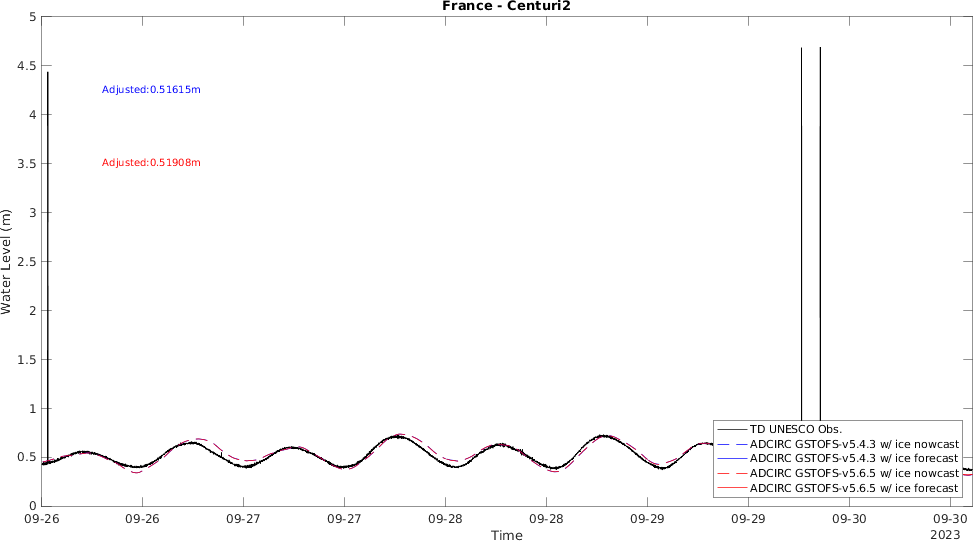 France - Centuri2
5
4.5
4
3.5
3
2.5
2
1.5
1
0.5
0
Water Level (m)
Adjusted:0.51615m
Adjusted:0.51908m
TD UNESCO Obs.
ADCIRC GSTOFS-v5.4.3 w/ ice nowcast
ADCIRC GSTOFS-v5.4.3 w/ ice forecast
ADCIRC GSTOFS-v5.6.5 w/ ice nowcast
ADCIRC GSTOFS-v5.6.5 w/ ice forecast
09-26 09-26 09-27 09-27 09-28 09-28 09-29 09-29 09-30 09-30
2023
Time